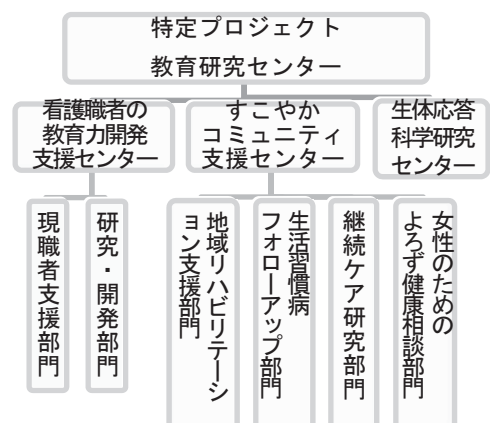 特定プロジェクト
教育研究センター
看護職者の
教育力開発
支援センター
すこやか
コミュニティ
支援センター
生体応答
科学研究
センター
現職者支援部門
研究・開発部門
地域リハビリテーシ
ョン支援部門
生活習慣病
フォローアップ部門
継続ケア研究部門
女性のための
よろず健康相談部門